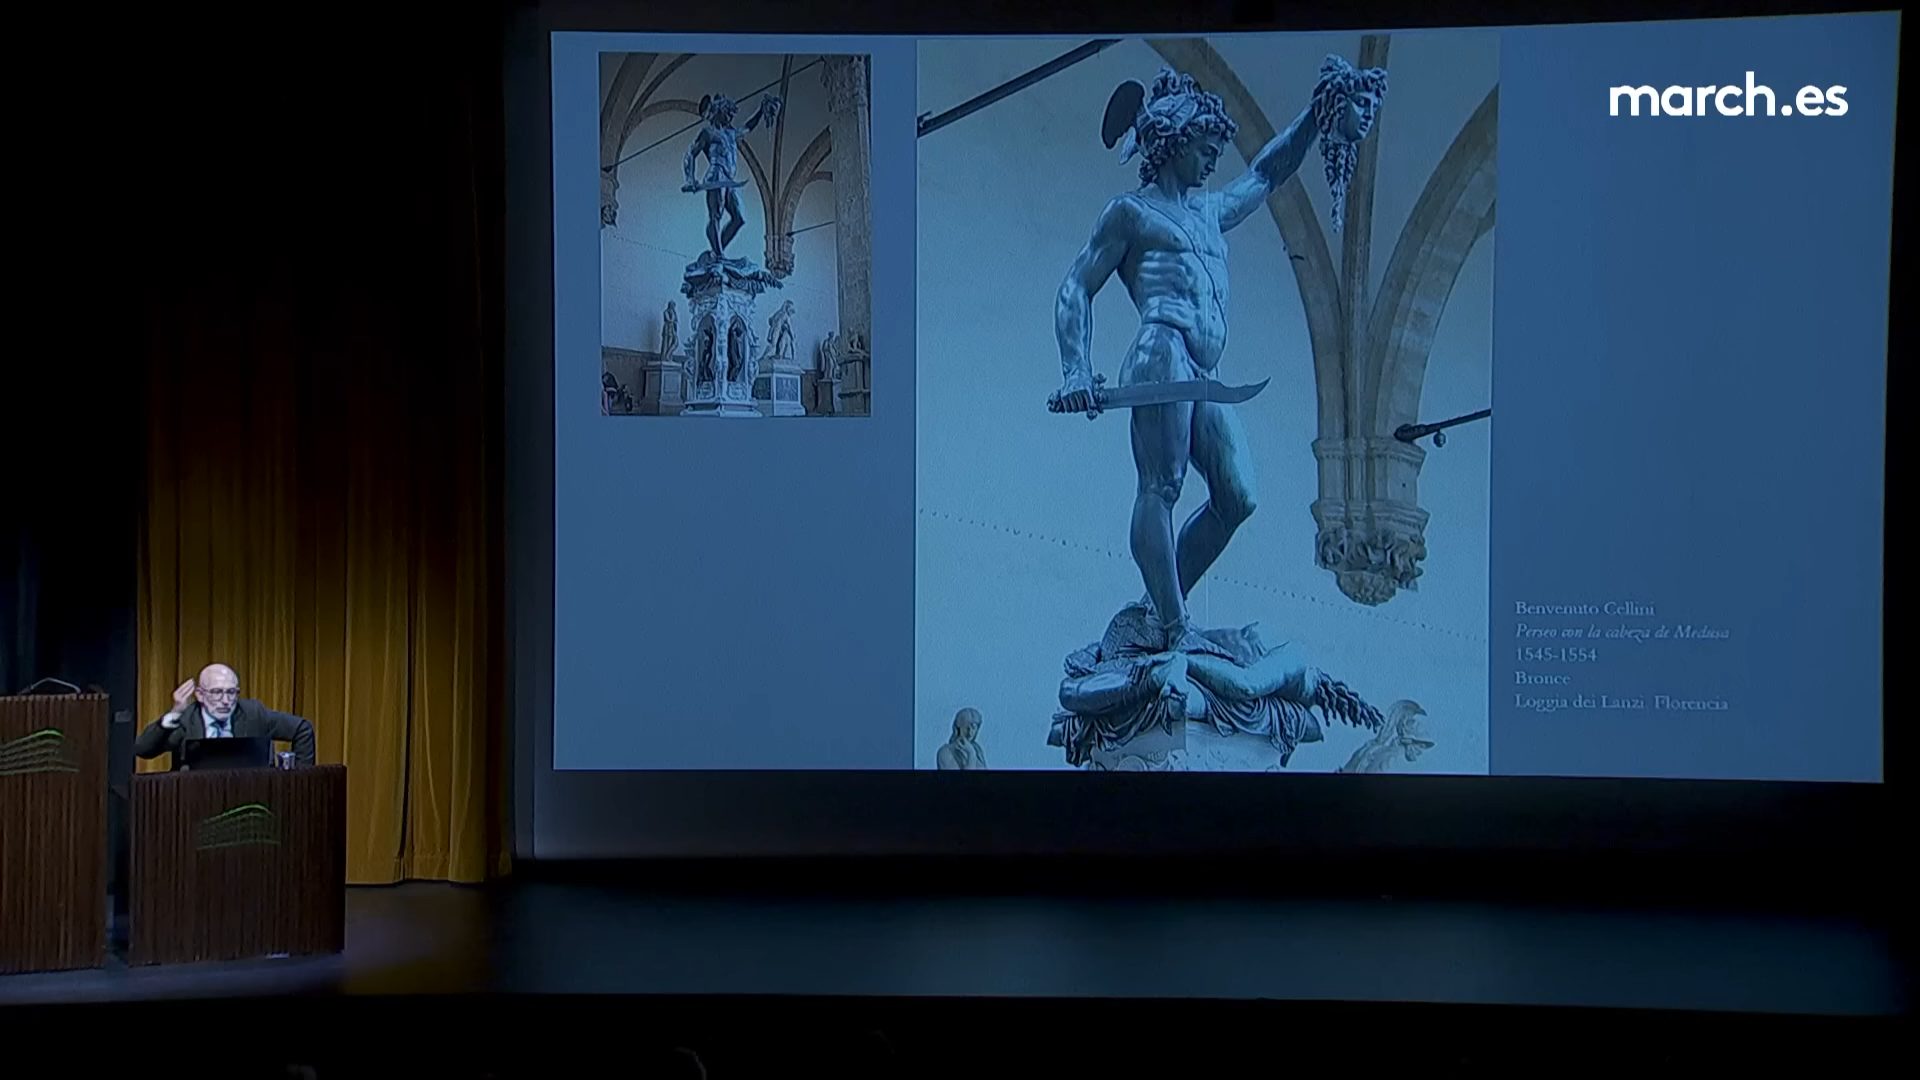 march.es
Benvenuto Cellini
Perseo con la cabeza de Medusa
1545-1554
Bronce
Loggia dei Lanzi Florencia